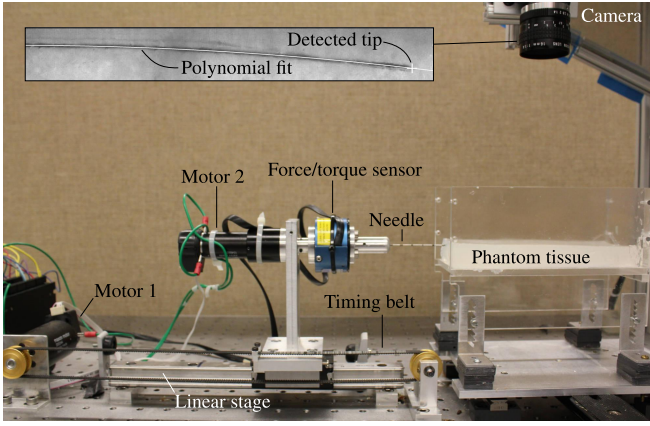 Camera
Detected tip
Polynomial fit
Force/torque sensor
Motor 2
Needle
Phantom tissue
Motor 1
Timing belt
Linear stage